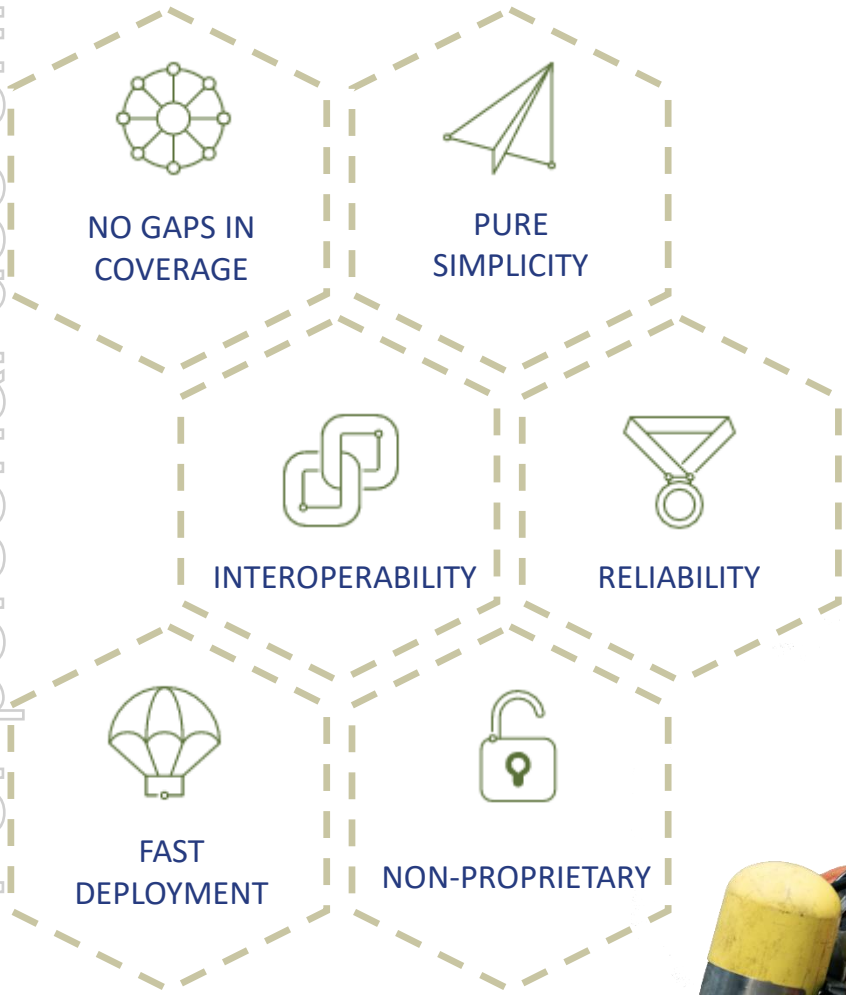 NO GAPS IN
COVERAGE
PURE
SIMPLICITY
INTEROPERABILITY
RELIABILITY
FAST
DEPLOYMENT
NON-PROPRIETARY